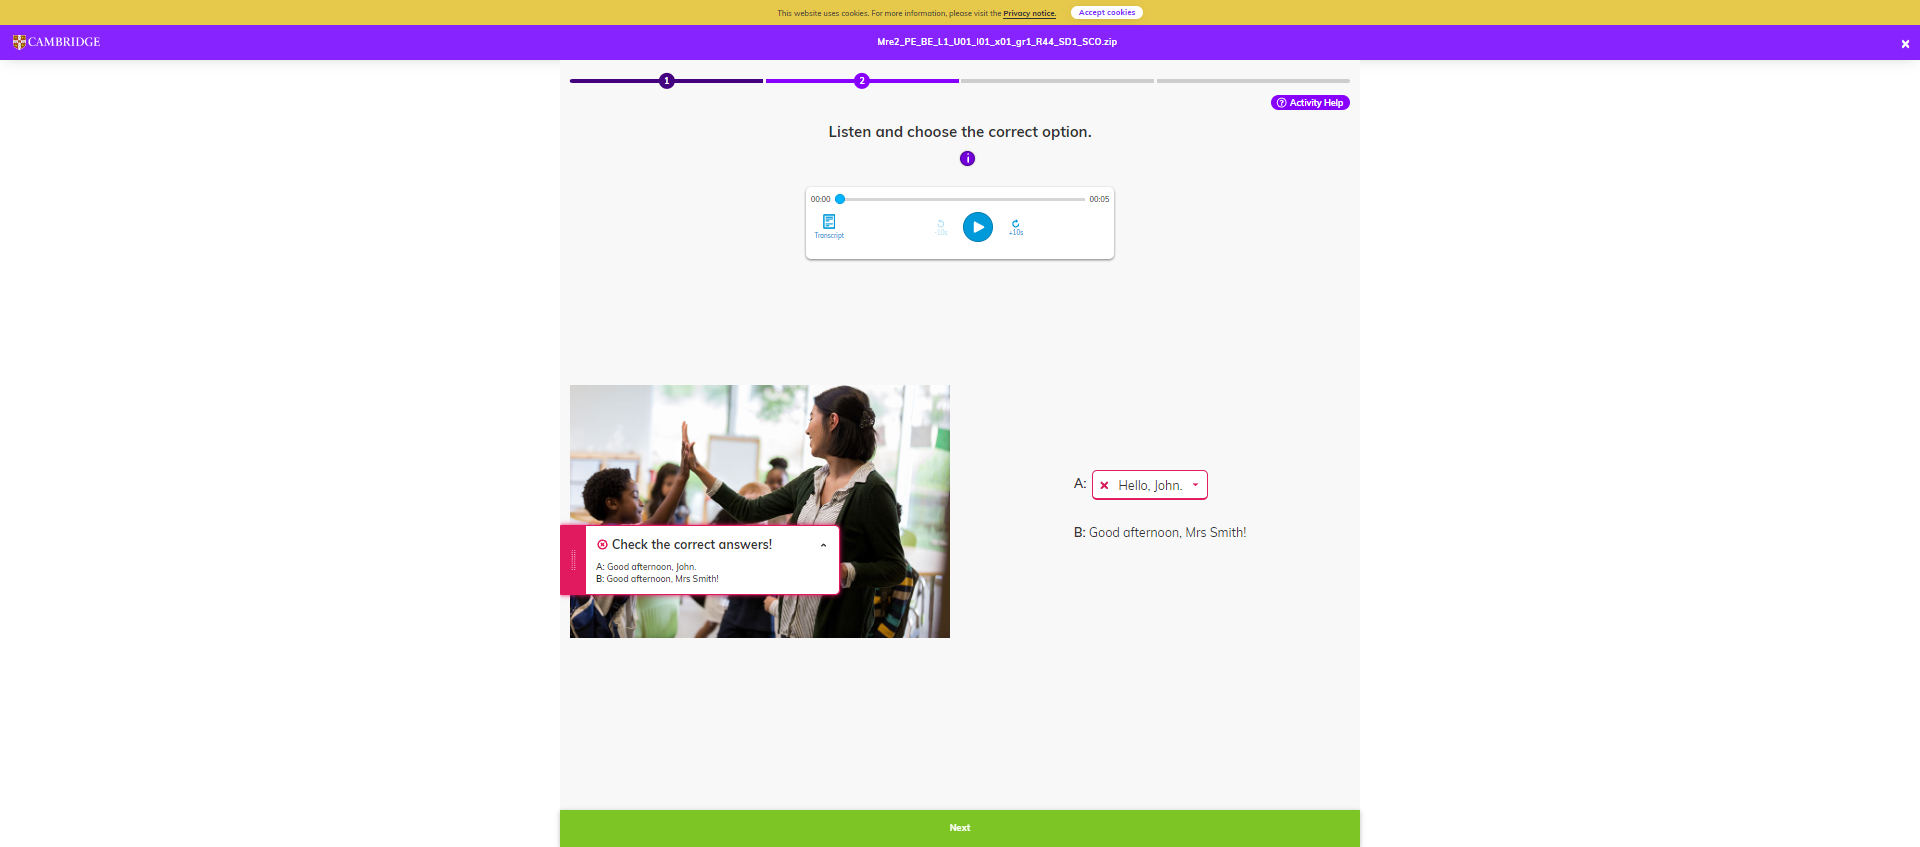 This website uses cookies. For more information, please visit the Privacy notice. Accept cookies
CAMBRIDGE
Mre2_PE_BE_L1_U01_I01_x01_gr1_R44_SD1_SCO.zip
1
2
Activity Help
Listen and choose the correct option.
00:00
00:05
Transcript
-10s
+10s
A: Hello, John.
B: Good afternoon, Mrs Smith!
Check the correct answers!
A: Good afternoon, John.
B: Good afternoon, Mrs Smith!
Next